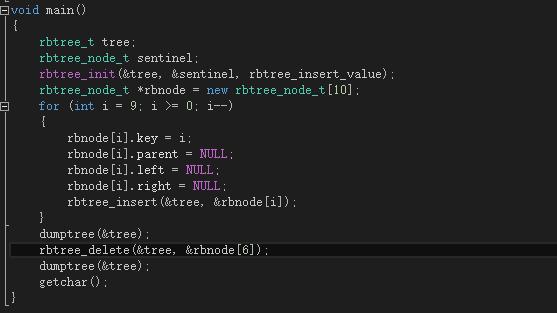 void main()
{
    rbtree_t tree;
    rbtree_node_t sentinel;
    rbtree_init(&tree, &sentinel, rbtree_insert_value);
    rbtree_node_t *rbnode = new rbtree_node_t[10];
    for (int i = 9; i >= 0; i--)
    {
        rbnode[i].key = i;
        rbnode[i].parent = NULL;
        rbnode[i].left = NULL;
        rbnode[i].right = NULL;
        rbtree_insert(&tree, &rbnode[i]);
    }
    dumptree(&tree);
    rbtree_delete(&tree, &rbnode[6]);
    dumptree(&tree);
    getchar();
}